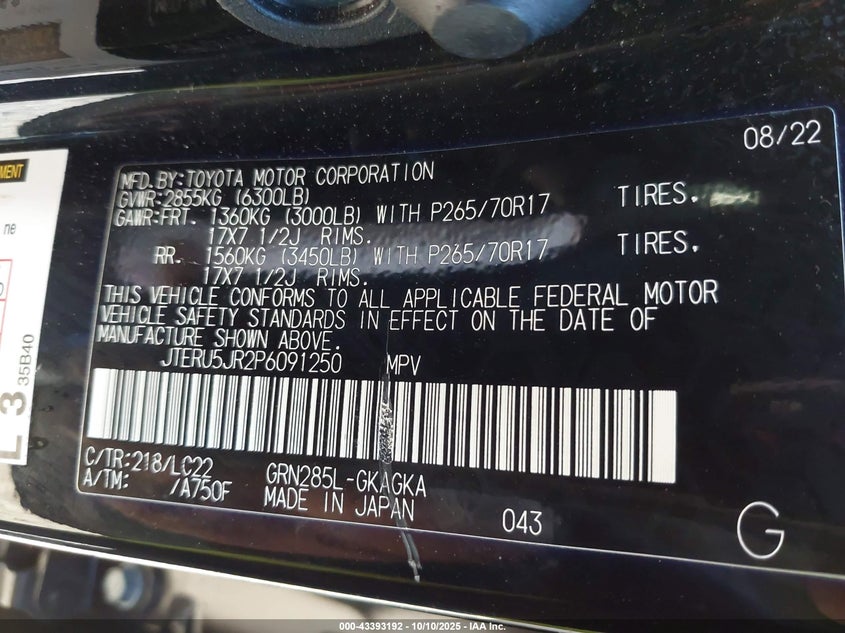 08/22
MFD.BY:TOYOTA MOTOR CORPORATION
GVWR:2855KG (6300LB)
GAWR:FRT. 1360KG (3000LB) WITH P265/70R17 TIRES.
17X7 1/2J RIMS.
RR. 1560KG (3450LB) WITH P265/70R17 TIRES.
17X7 1/2J RIMS.
THIS VEHICLE CONFORMS TO ALL APPLICABLE FEDERAL MOTOR
VEHICLE SAFETY STANDARDS IN EFFECT ON THE DATE OF
MANUFACTURE SHOWN ABOVE.
JTERU5JR2P6091250 MPV
C/TR:218/LC22 GRN285L-GKAGKA
A/TM: /A750F MADE IN JAPAN
043
G
MENT
ne
L 3
35B40
000-43393192 - 10/10/2025 - IAA Inc.